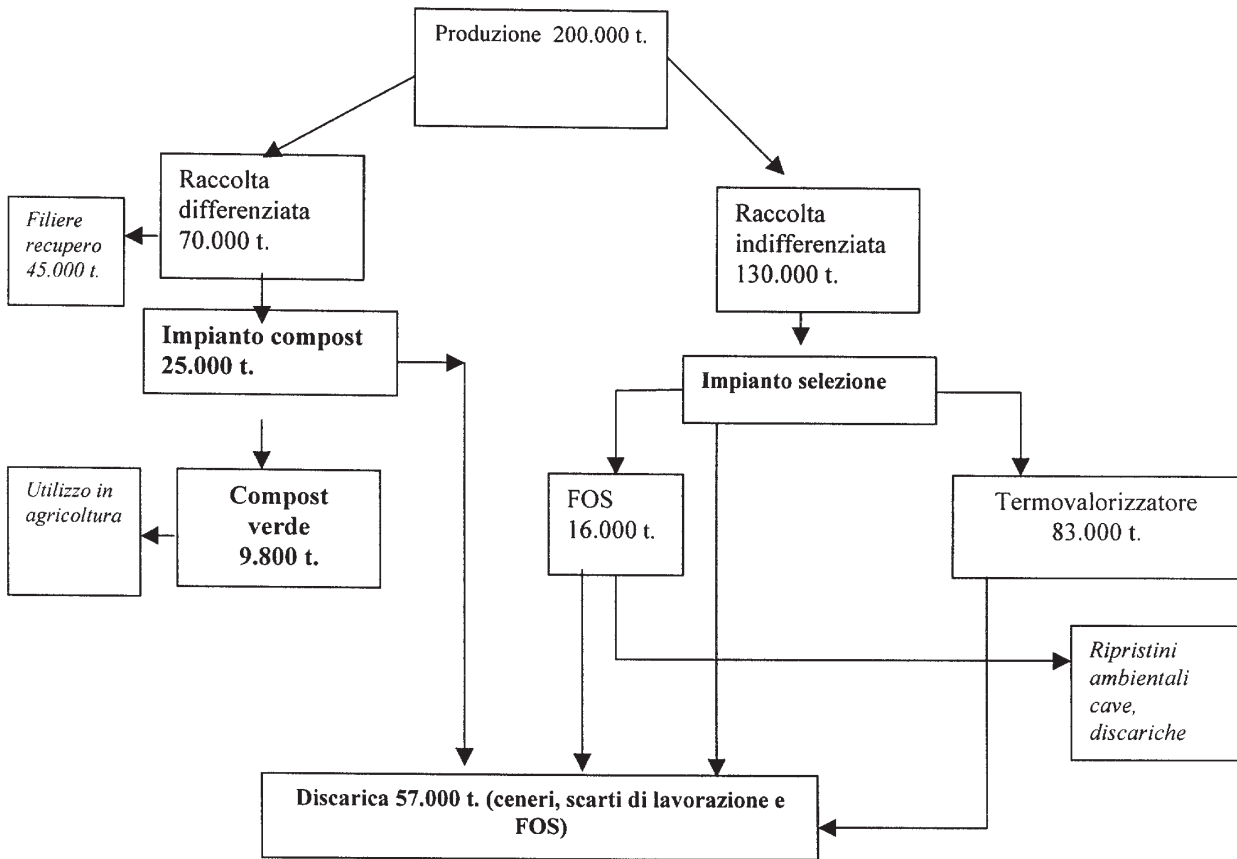 Produzione 200.000 t.
Raccolta
differenziata
70.000 t.
Filiere
recupero
45.000 t.
Raccolta
indifferenziata
130.000 t.
Impianto compost
25.000 t.
Impianto selezione
Utilizzo in
agricoltura
Compost
verde
9.800 t.
FOS
16.000 t.
Termovalorizzatore
83.000 t.
Ripristini
ambientali
cave,
discariche
Discarica 57.000 t. (ceneri, scarti di lavorazione e
FOS)